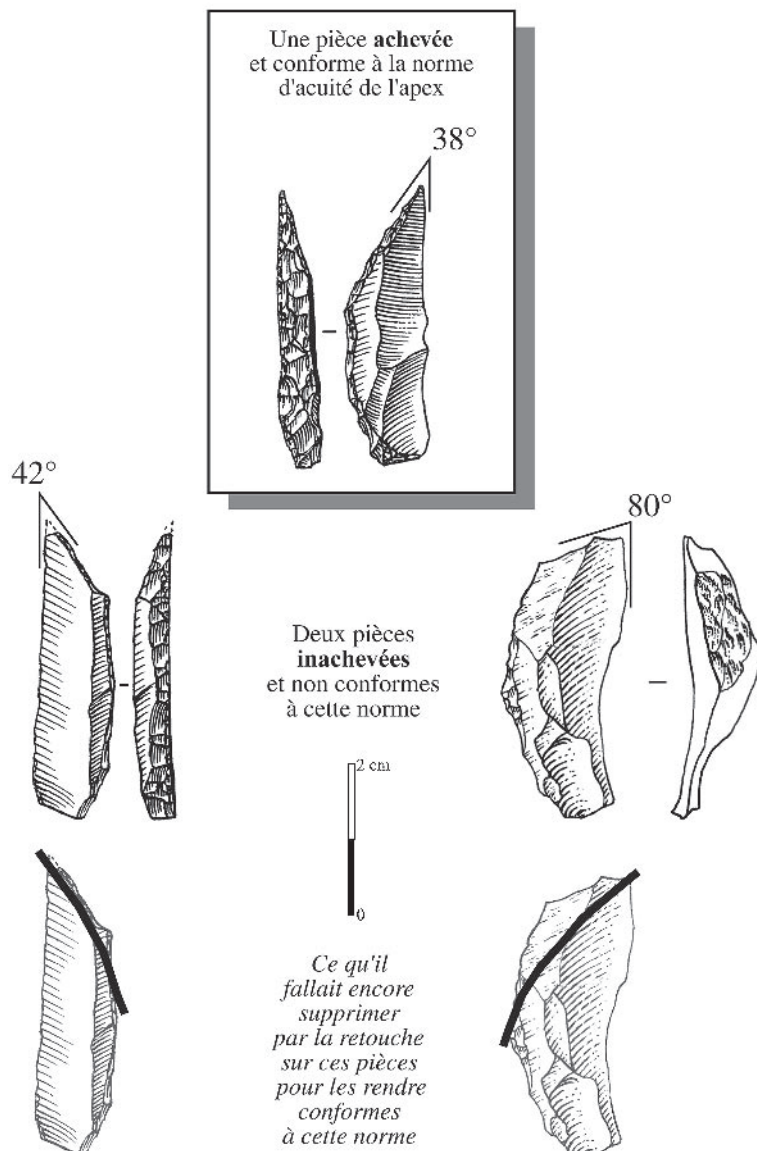 Une pièce achevée
et conforme à la norme
d'acuité de l'apex
38°
42°
80°
Deux pièces
inachevées
et non conformes
à cette norme
2 cm
0
Ce qu'il
fallait encore
supprimer
par la retouche
sur ces pièces
pour les rendre
conformes
à cette norme